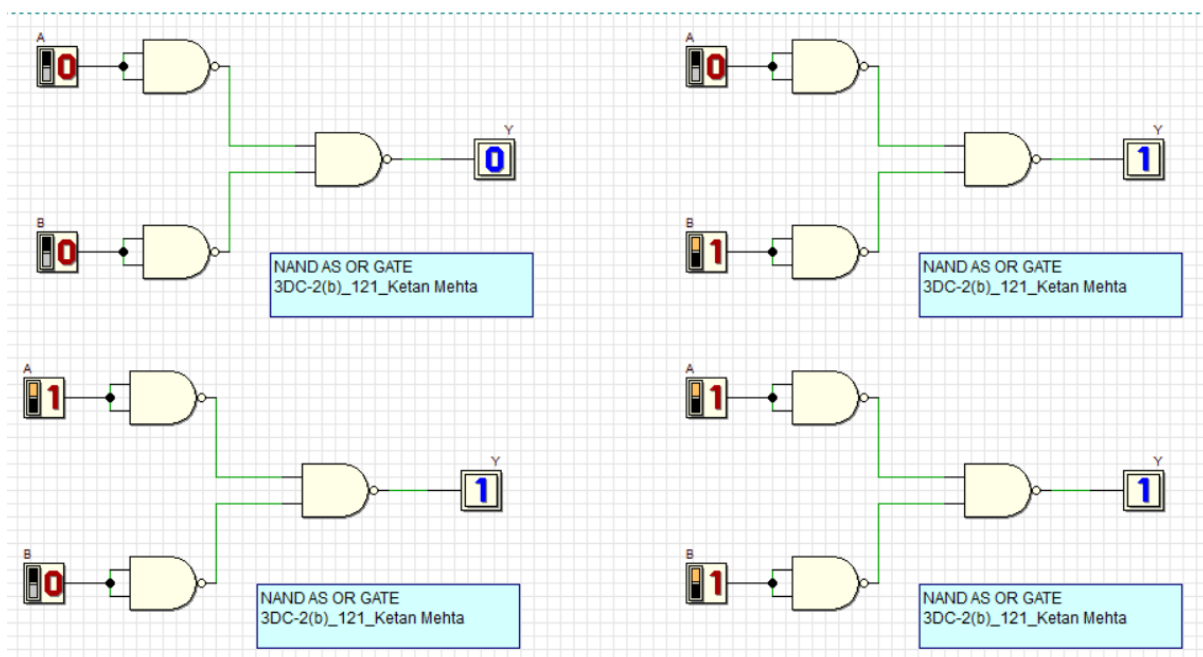 A
0
Y
0
B
0
NAND AS OR GATE
3DC-2(b)_121_Ketan Mehta
A
0
Y
1
B
1
NAND AS OR GATE
3DC-2(b)_121_Ketan Mehta
A
1
Y
1
B
0
NAND AS OR GATE
3DC-2(b)_121_Ketan Mehta
A
1
Y
1
B
1
NAND AS OR GATE
3DC-2(b)_121_Ketan Mehta